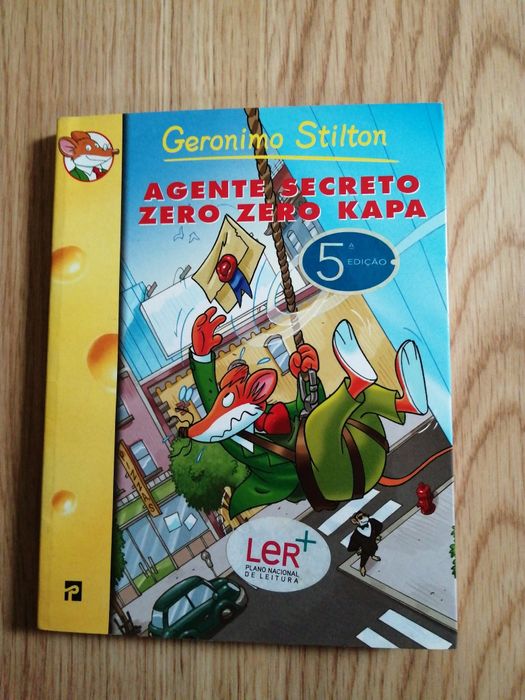 Geronimo Stilton
AGENTE SECRETO
ZERO ZERO KAPA
5ª
EDIÇÃO
LeR+
PLANO NACIONAL
DE LEITURA
P